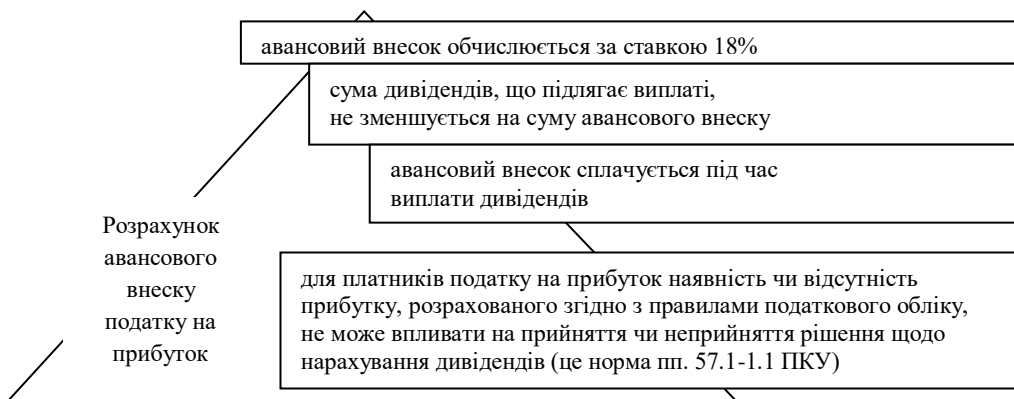 авансовий внесок обчислюється за ставкою 18%
сума дивідендів, що підлягає виплаті,
не зменшується на суму авансового внеску
авансовий внесок сплачується під час
виплати дивідендів
Розрахунок
авансового
внеску
податку на
прибуток
для платників податку на прибуток наявність чи відсутність
прибутку, розрахованого згідно з правилами податкового обліку,
не може впливати на прийняття чи неприйняття рішення щодо
нарахування дивідендів (це норма пп. 57.1-1.1 ПКУ)